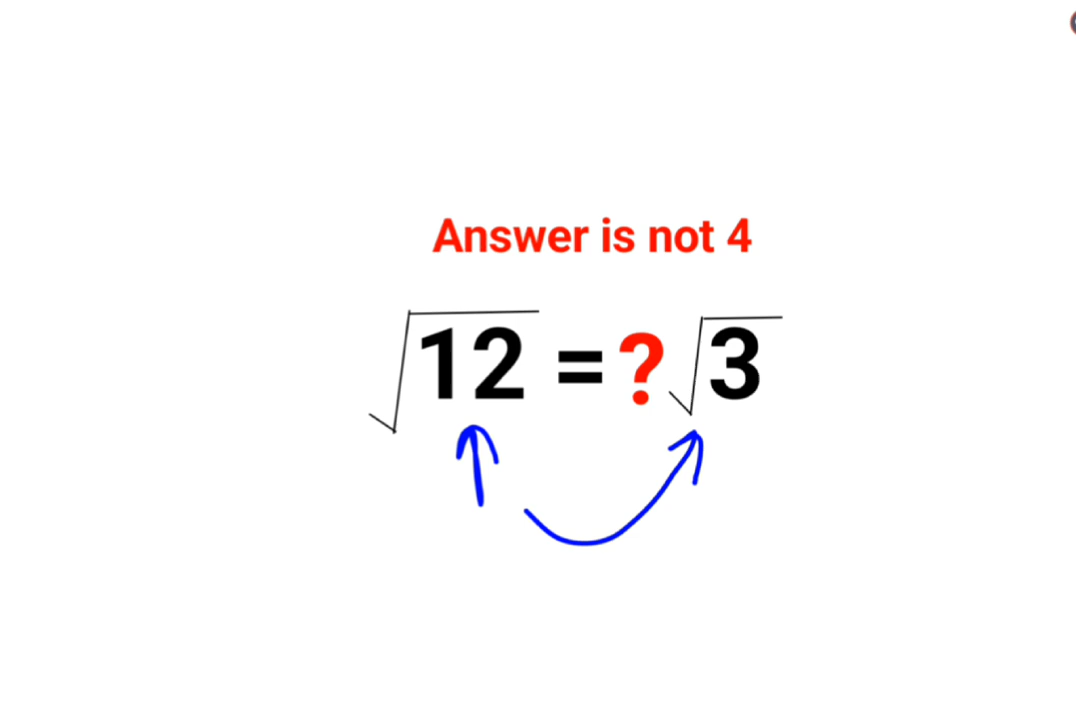 Answer is not 4
√12 = ? √3